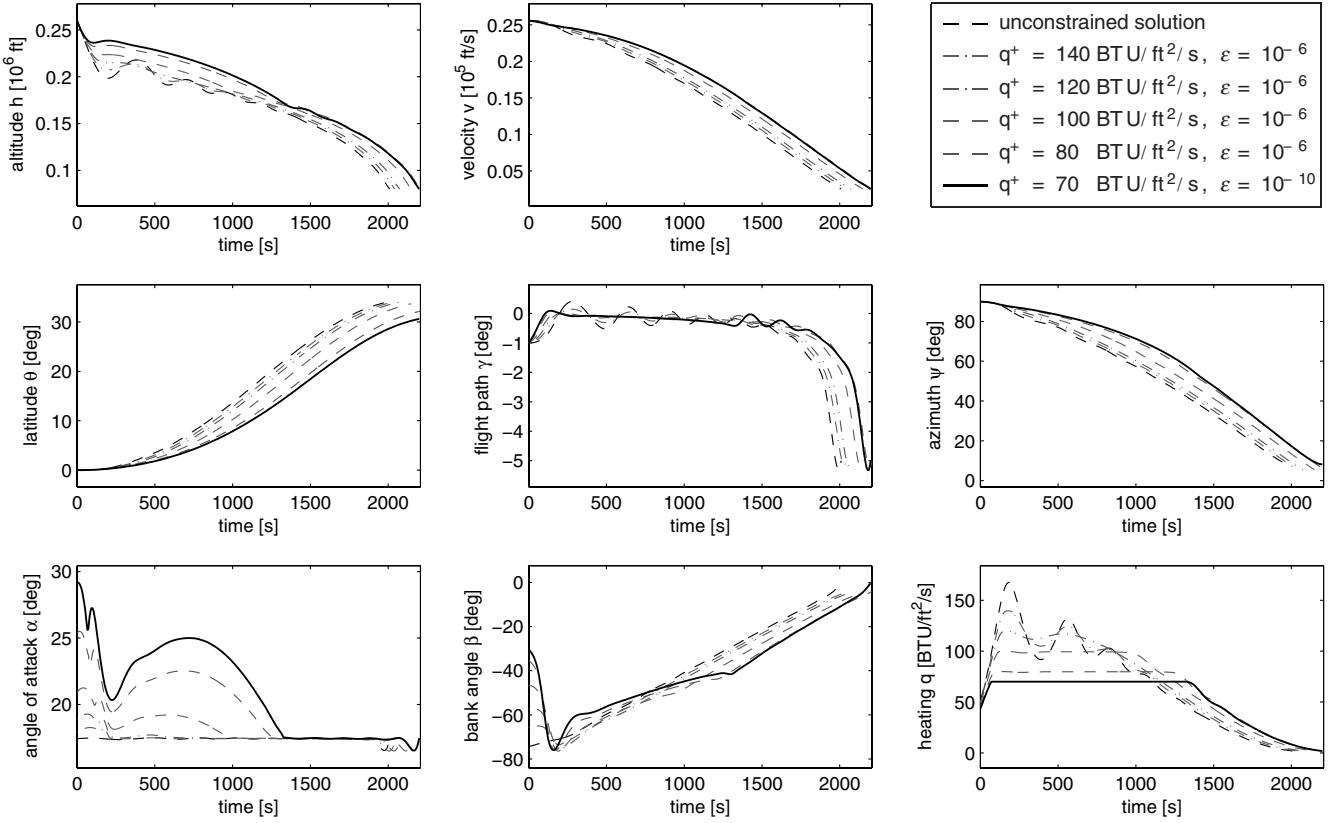 altitude h [10^6 ft]
0.25
0.2
0.15
0.1
0 500 1000 1500 2000
time [s]
velocity v [10^5 ft/s]
0.25
0.2
0.15
0.1
0.05
0 500 1000 1500 2000
time [s]
unconstrained solution
q+ = 140 BTU/ft²/s, ε = 10^-6
q+ = 120 BTU/ft²/s, ε = 10^-6
q+ = 100 BTU/ft²/s, ε = 10^-6
q+ = 80 BTU/ft²/s, ε = 10^-6
q+ = 70 BTU/ft²/s, ε = 10^-10
latitude θ [deg]
30
20
10
0
0 500 1000 1500 2000
time [s]
flight path γ [deg]
0
−1
−2
−3
−4
−5
0 500 1000 1500 2000
time [s]
azimuth ψ [deg]
80
60
40
20
0
0 500 1000 1500 2000
time [s]
angle of attack α [deg]
30
25
20
0 500 1000 1500 2000
time [s]
bank angle β [deg]
0
−20
−40
−60
−80
0 500 1000 1500 2000
time [s]
heating q [BTU/ft²/s]
150
100
50
0
0 500 1000 1500 2000
time [s]